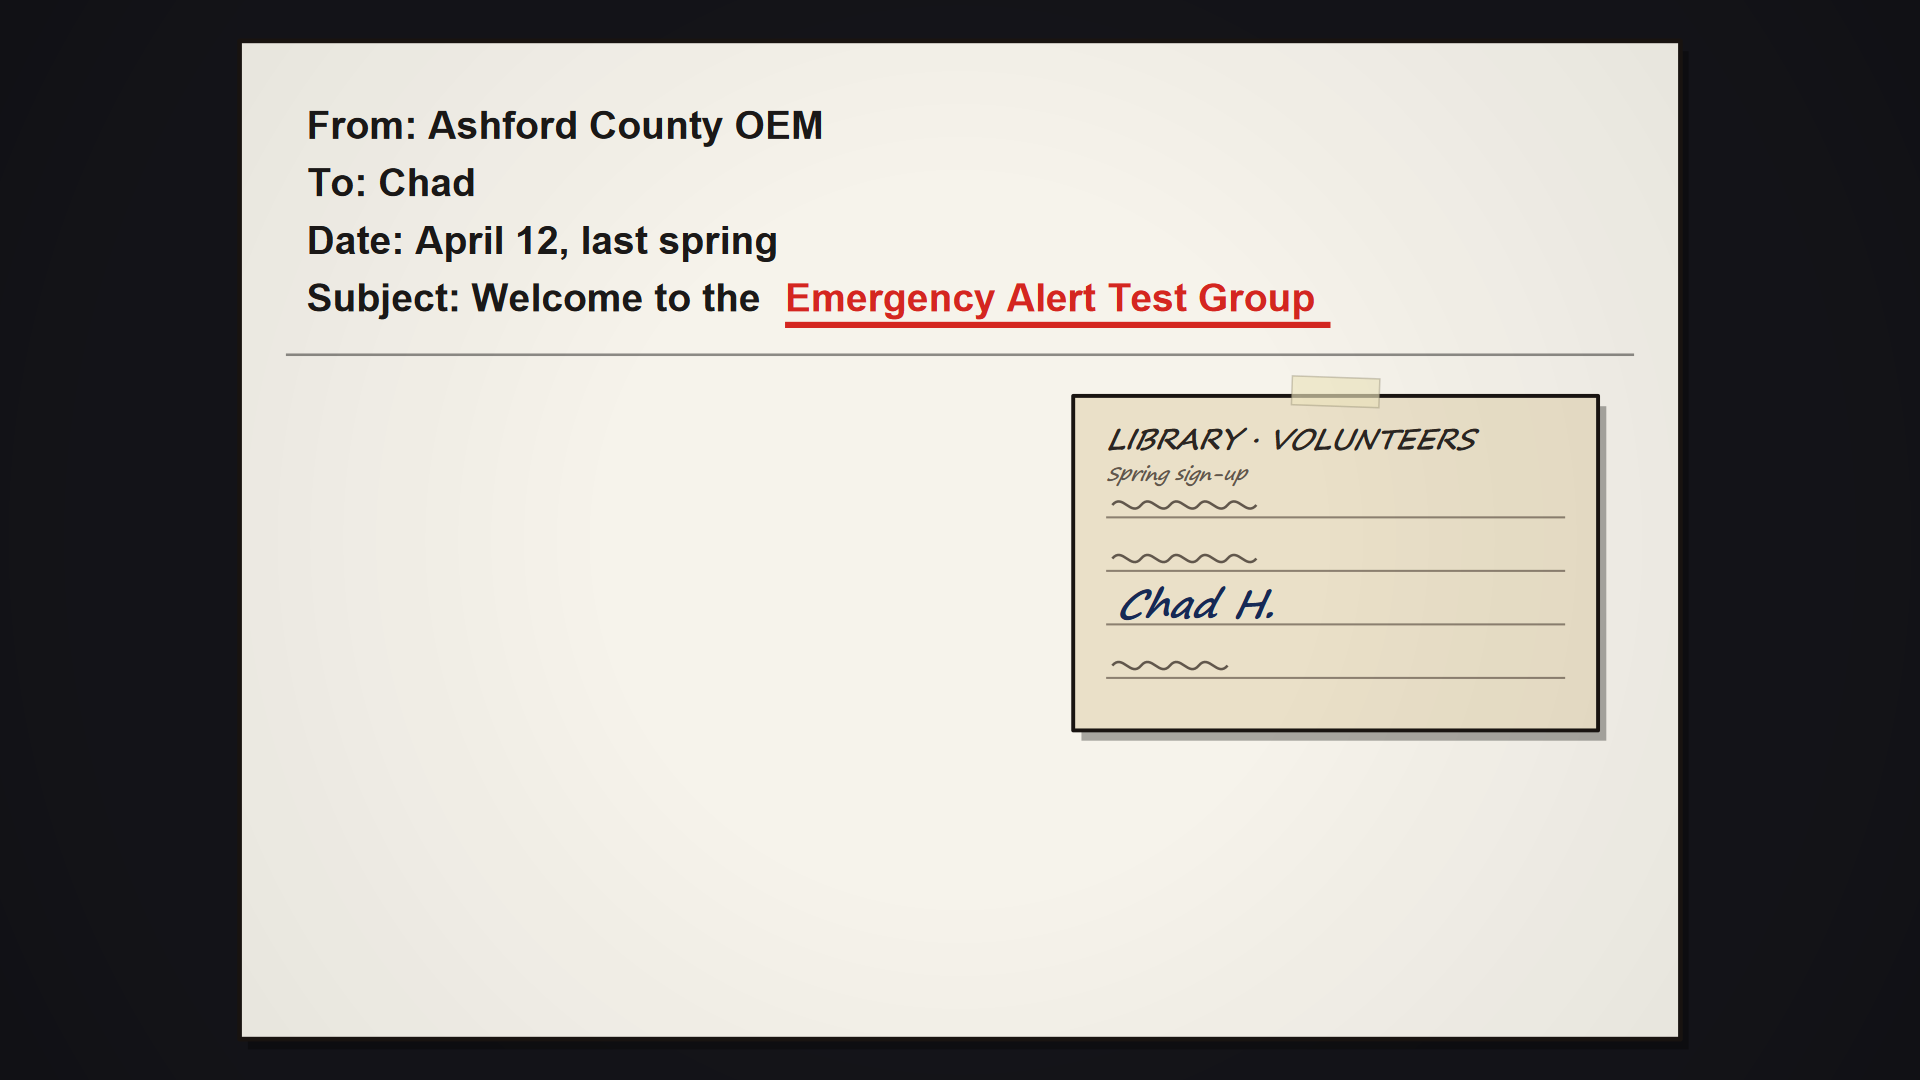 From: Ashford County OEM
To: Chad
Date: April 12, last spring
Subject: Welcome to the Emergency Alert Test Group
LIBRARY · VOLUNTEERS
Spring sign-up
Chad H.